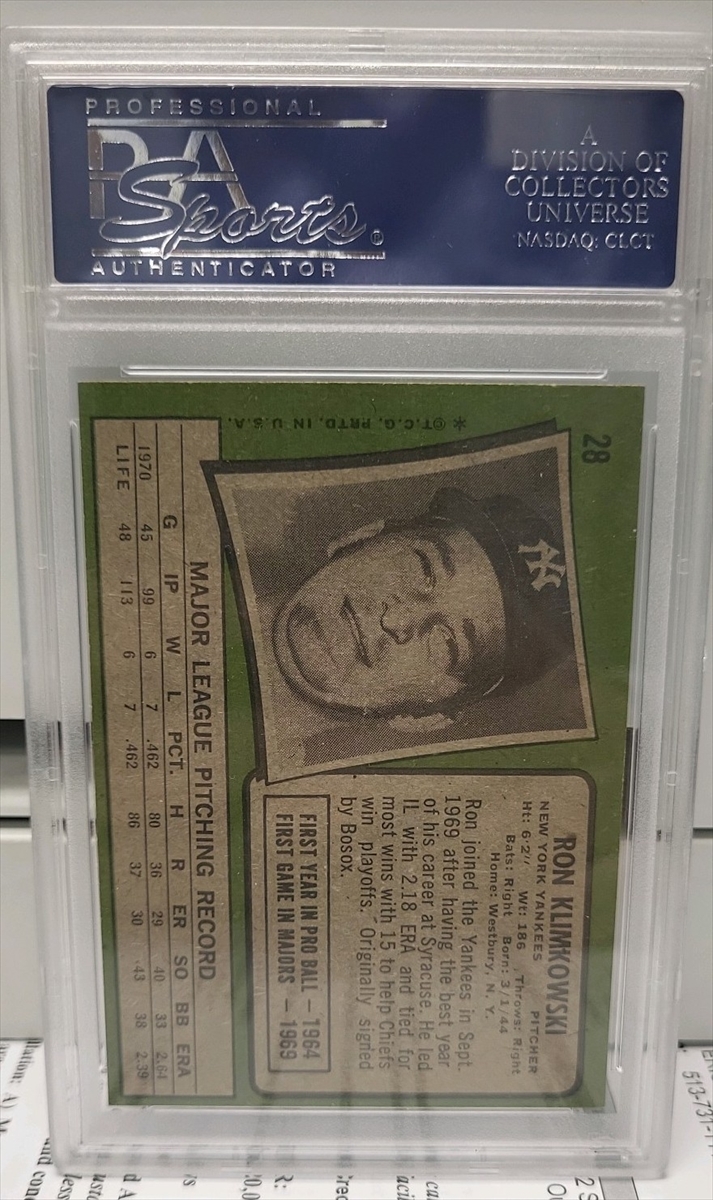 PROFESSIONAL
PSA
Sports®
AUTHENTICATOR
A
DIVISION OF
COLLECTORS
UNIVERSE
NASDAQ: CLCT
28
NY
* ©T.C.G. PRTD. IN U.S.A.
RON KLIMKOWSKI
NEW YORK YANKEES PITCHER
Ht: 6'2" Wt: 186 Throws: Right
Bats: Right Born: 3/1/44
Home: Westbury, N. Y.
Ron joined the Yankees in Sept.
1969 after having the best year
of his career at Syracuse. He led
IL with 2.18 ERA and tied for
most wins with 15 to help Chiefs
win playoffs. Originally signed
by Bosox.
FIRST YEAR IN PRO BALL — 1964
FIRST GAME IN MAJORS — 1969
MAJOR LEAGUE PITCHING RECORD
G IP W L PCT. H R ER SO BB ERA
1970 45 99 6 7 .462 80 36 29 40 33 2.64
LIFE 48 113 6 7 .462 86 37 30 43 38 2.39
513-731-1